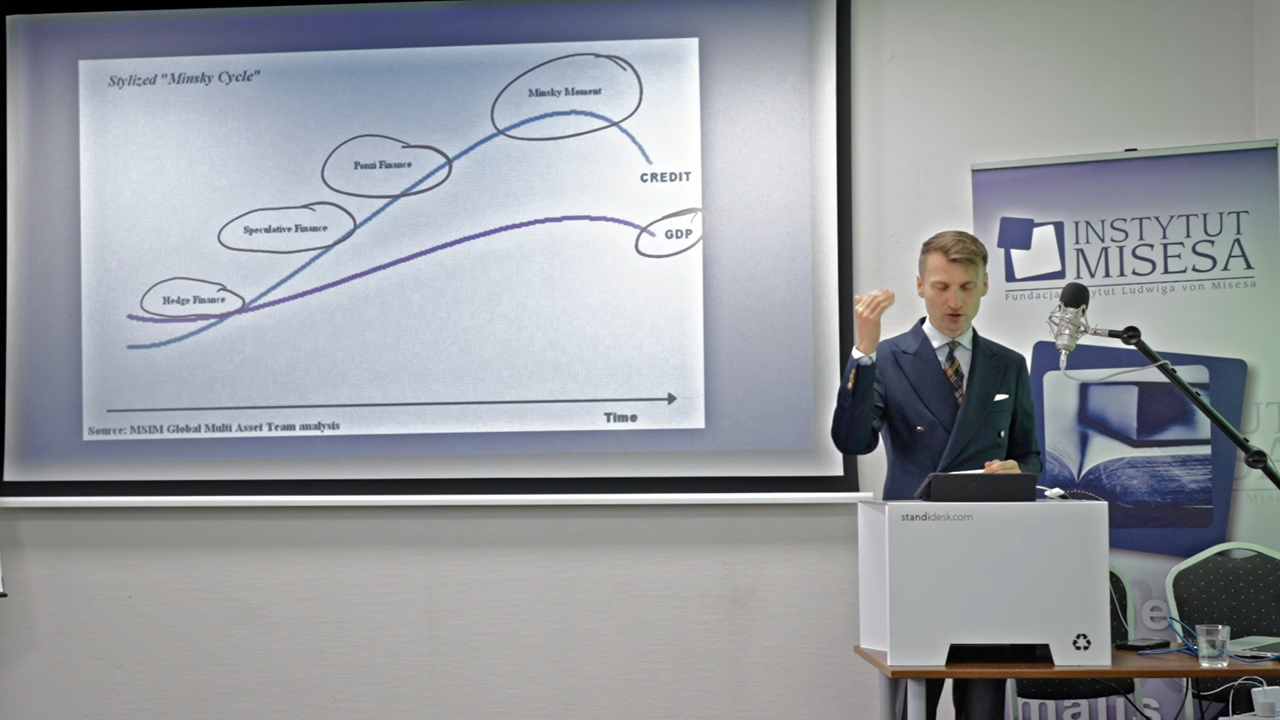 Stylized "Minsky Cycle"
Minsky Moment
Ponzi Finance
CREDIT
Speculative Finance
GDP
Hedge Finance
Time
Source: MSIM Global Multi Asset Team analysis
INSTYTUT
MISESA
Fundacja Instytut Ludwiga von Misesa
standidesk.com